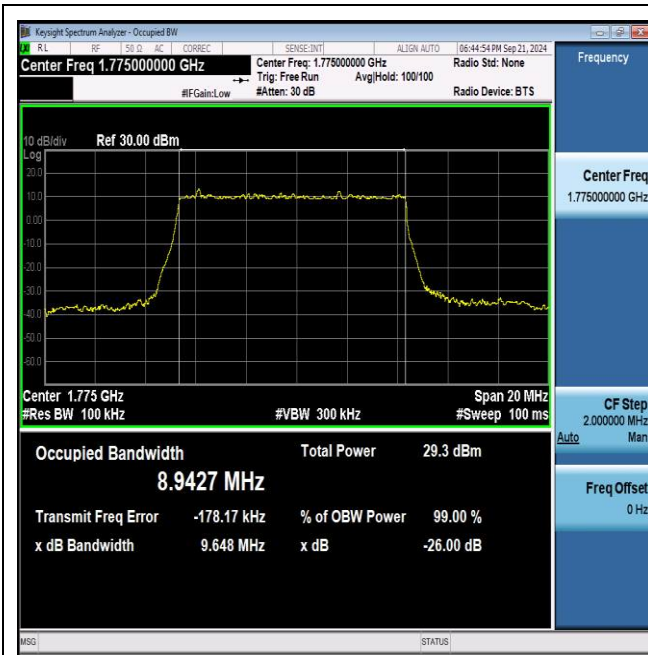 Keysight Spectrum Analyzer - Occupied BW
RL RF 50 Ω AC CORREC SENSE:INT ALIGN AUTO 06:44:54 PM Sep 21, 2024
Center Freq 1.775000000 GHz Center Freq: 1.775000000 GHz Radio Std: None
Trig: Free Run Avg|Hold: 100/100
#IFGain:Low #Atten: 30 dB Radio Device: BTS
10 dB/div Ref 30.00 dBm
Log
20.0
10.0
0.00
-10.0
-20.0
-30.0
-40.0
-50.0
-60.0
Center 1.775 GHz Span 20 MHz
#Res BW 100 kHz #VBW 300 kHz #Sweep 100 ms
Occupied Bandwidth Total Power 29.3 dBm
8.9427 MHz
Transmit Freq Error -178.17 kHz % of OBW Power 99.00 %
x dB Bandwidth 9.648 MHz x dB -26.00 dB
MSG STATUS
Frequency
Center Freq
1.775000000 GHz
CF Step
2.000000 MHz
Auto Man
Freq Offset
0 Hz